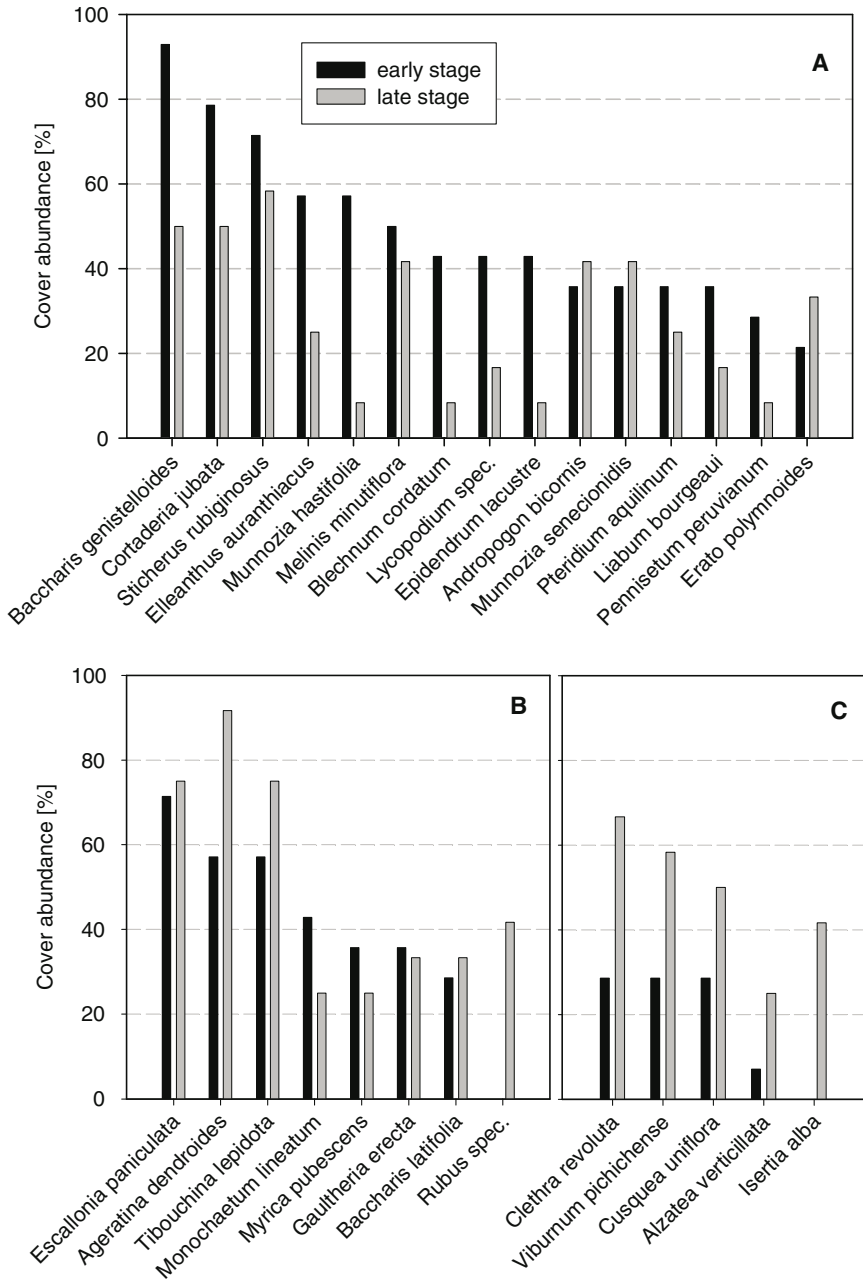 100
80
60
40
20
0
Cover abundance [%]
early stage
late stage
A
Baccharis genistelloides
Cortaderia jubata
Sticherus rubiginosus
Elleanthus auranthiacus
Munnozia hastifolia
Melinis minutiflora
Blechnum cordatum
Lycopodium spec.
Epidendrum lacustre
Andropogon bicornis
Munnozia senecionidis
Pteridium aquilinum
Liabum bourgeaui
Pennisetum peruvianum
Erato polymnoides
100
80
60
40
20
0
Cover abundance [%]
B
Escallonia paniculata
Ageratina dendroides
Tibouchina lepidota
Monochaetum lineatum
Myrica pubescens
Gaultheria erecta
Baccharis latifolia
Rubus spec.
C
Clethra revoluta
Viburnum pichichense
Cusquea uniflora
Alzatea verticillata
Isertia alba